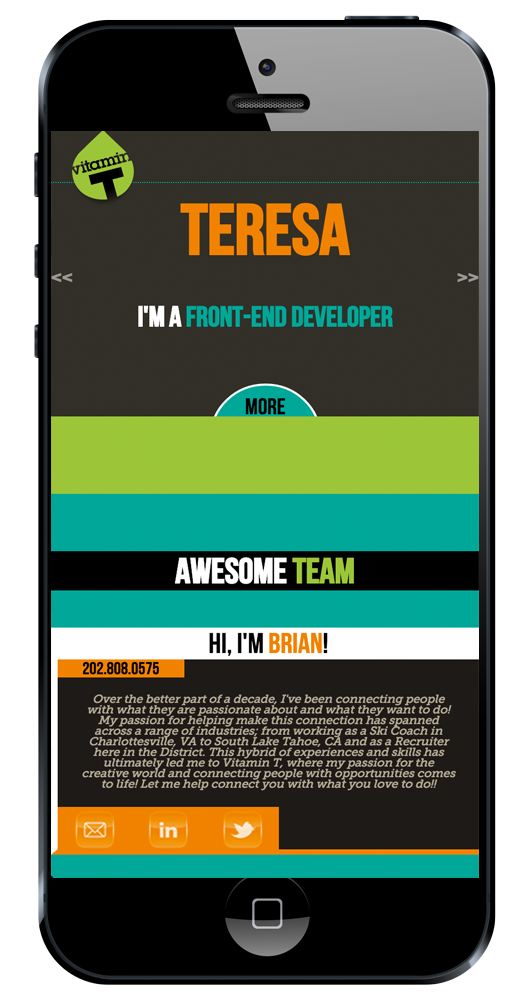 vitamin
T
TERESA
<< >>
I'M A FRONT-END DEVELOPER
MORE
AWESOME TEAM
HI, I'M BRIAN!
202.808.0575
Over the better part of a decade, I've been connecting people
with what they are passionate about and what they want to do!
My passion for helping make this connection has spanned
across a range of industries; from working as a Ski Coach in
Charlottesville, VA to South Lake Tahoe, CA and as a Recruiter
here in the District. This hybrid of experiences and skills has
ultimately led me to Vitamin T, where my passion for the
creative world and connecting people with opportunities comes
to life! Let me help connect you with what you love to do!!
in